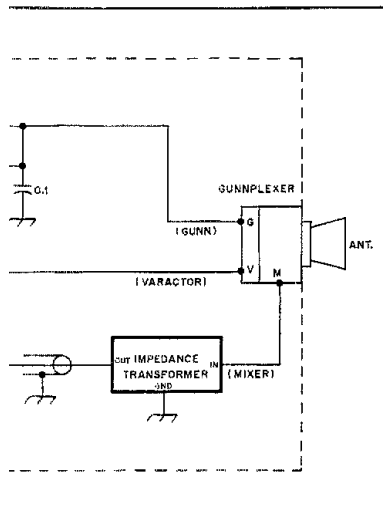 0.1
GUNNPLEXER
G
(GUNN)
ANT.
V
M
(VARACTOR)
OUT IMPEDANCE IN
TRANSFORMER
GND
(MIXER)